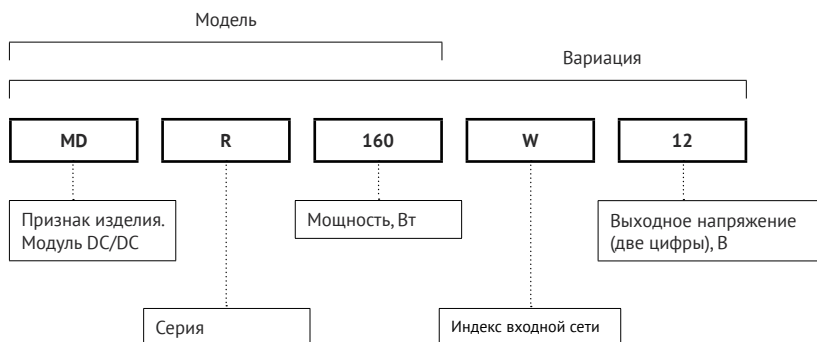 Модель
Вариация
MD R 160 W 12
Признак изделия.
Модуль DC/DC
Мощность, Вт
Выходное напряжение
(две цифры), В
Серия
Индекс входной сети